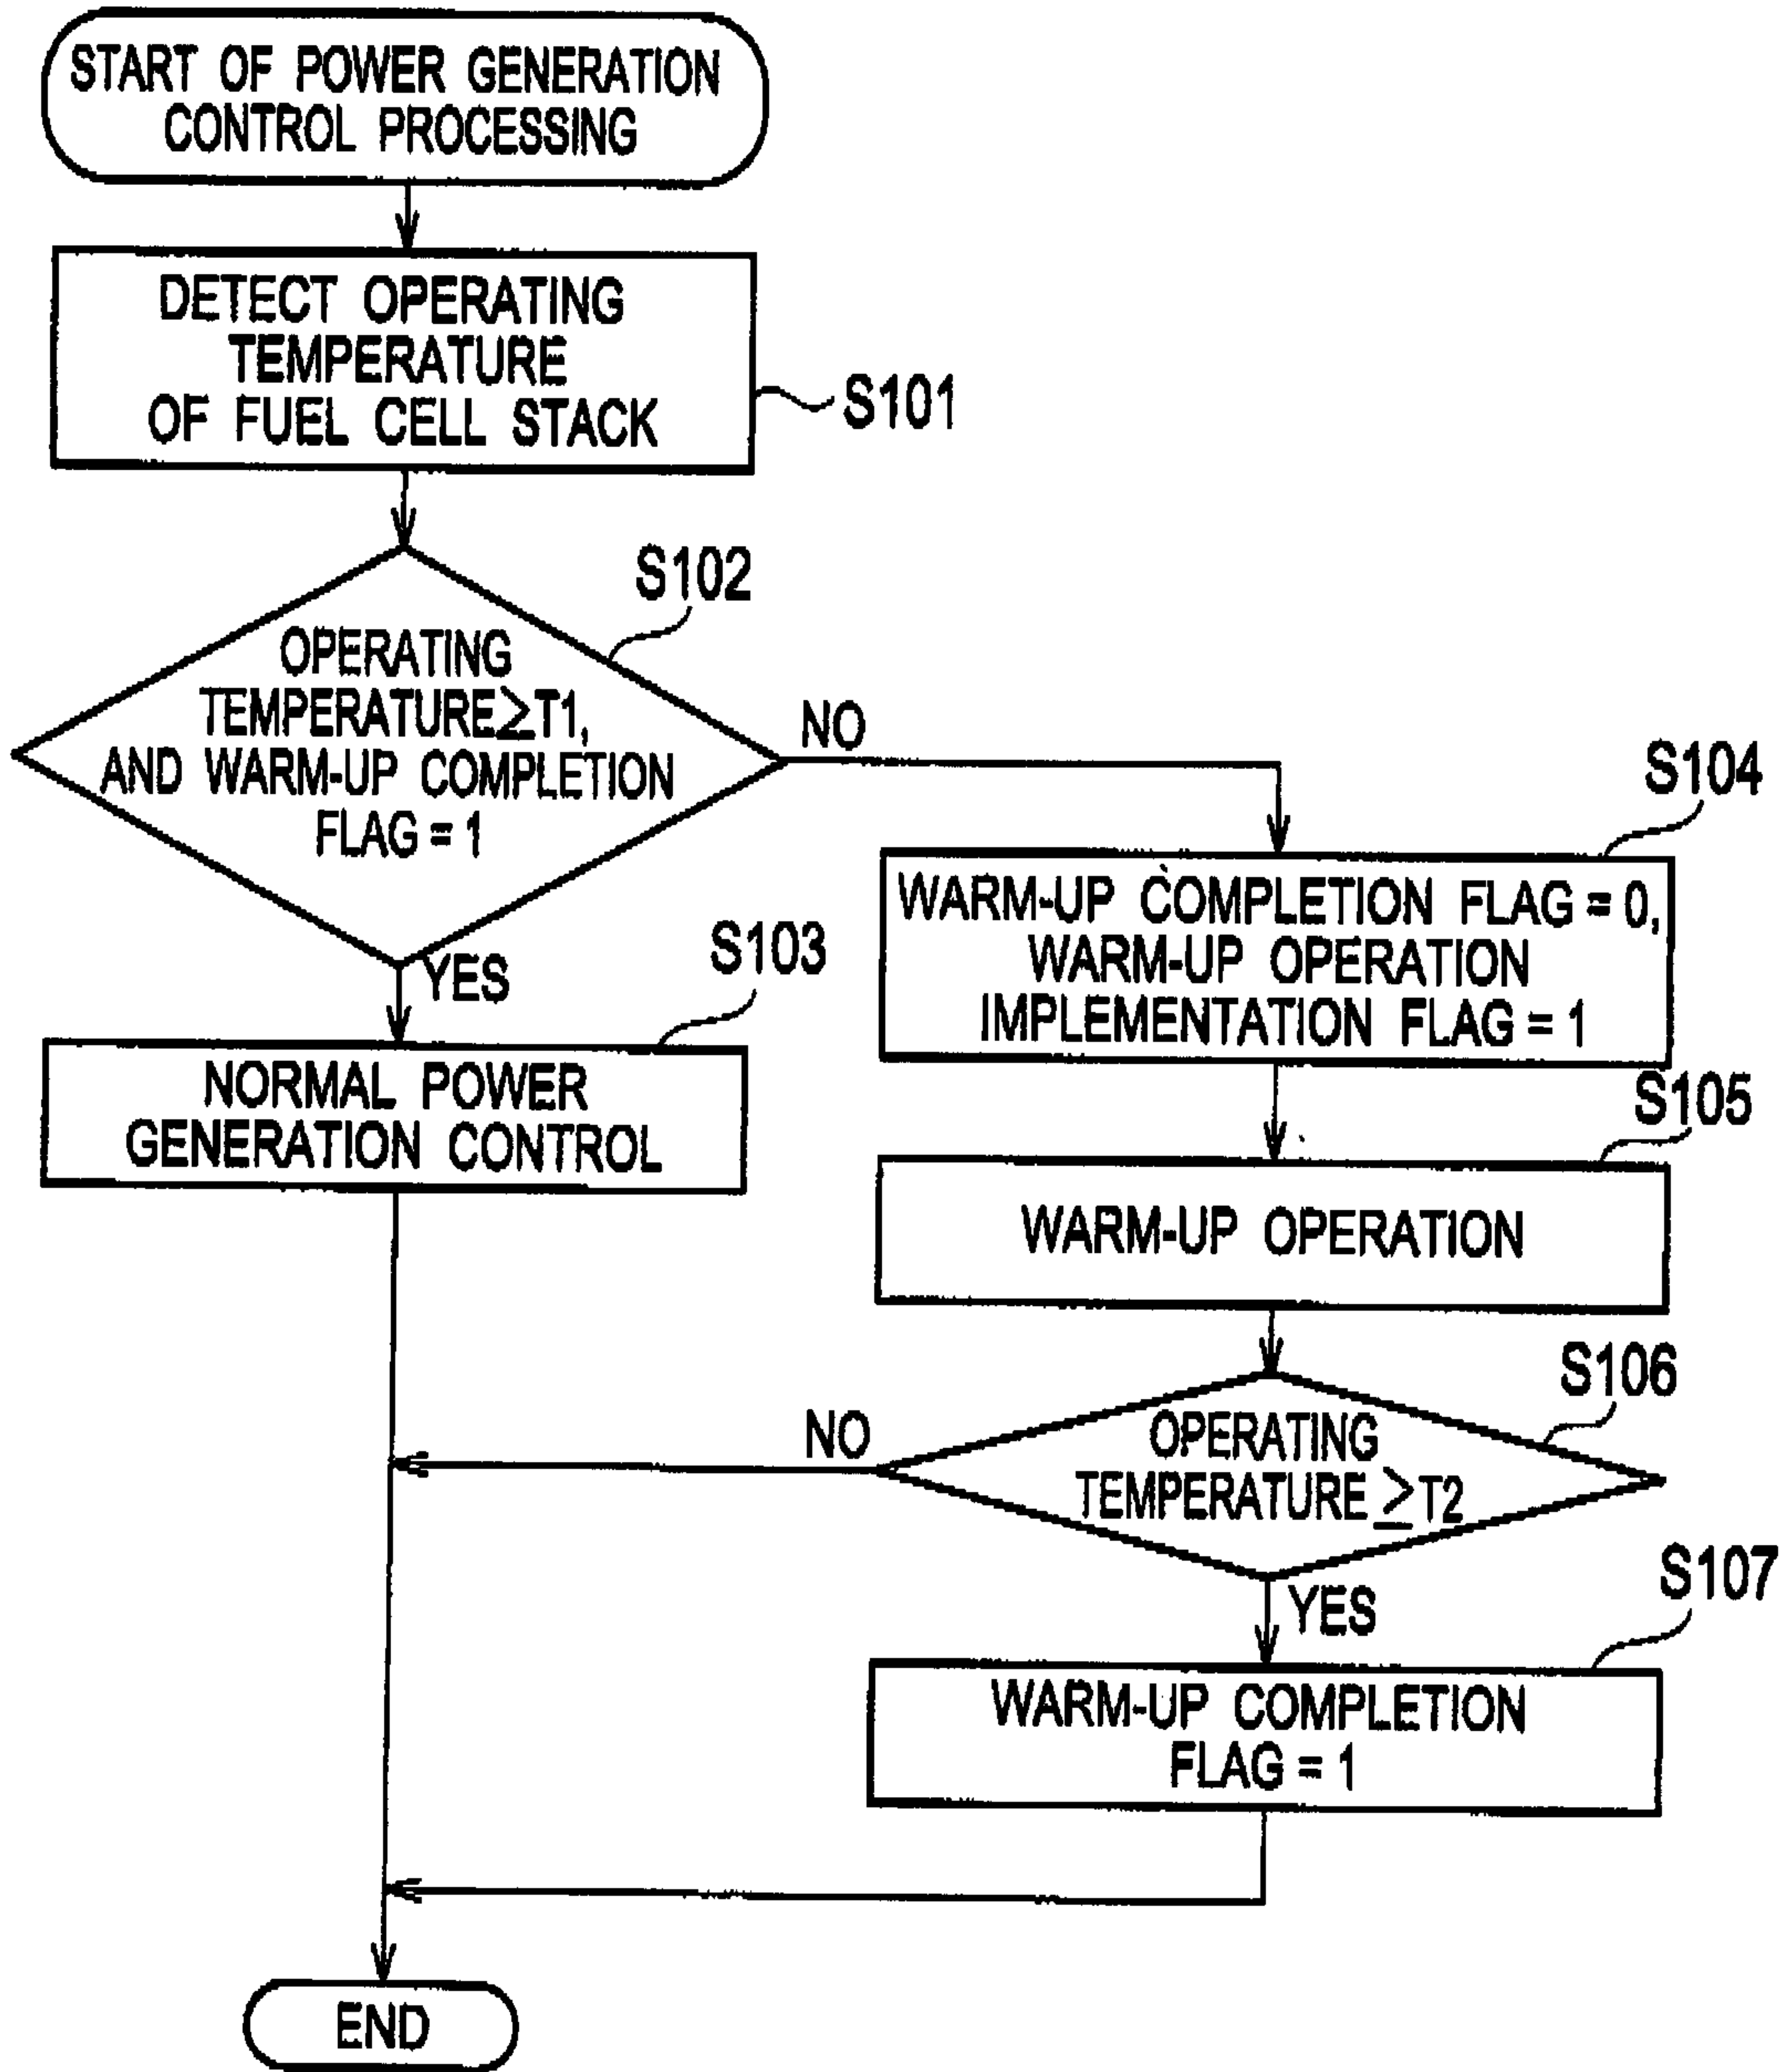 START OF POWER GENERATION
CONTROL PROCESSING
DETECT OPERATING
TEMPERATURE
OF FUEL CELL STACK
S101
S102
OPERATING
TEMPERATURE≥T1,
AND WARM-UP COMPLETION
FLAG = 1
NO
YES
S103
NORMAL POWER
GENERATION CONTROL
S104
WARM-UP COMPLETION FLAG = 0,
WARM-UP OPERATION
IMPLEMENTATION FLAG = 1
S105
WARM-UP OPERATION
S106
OPERATING
TEMPERATURE ≥T2
NO
YES
S107
WARM-UP COMPLETION
FLAG = 1
END